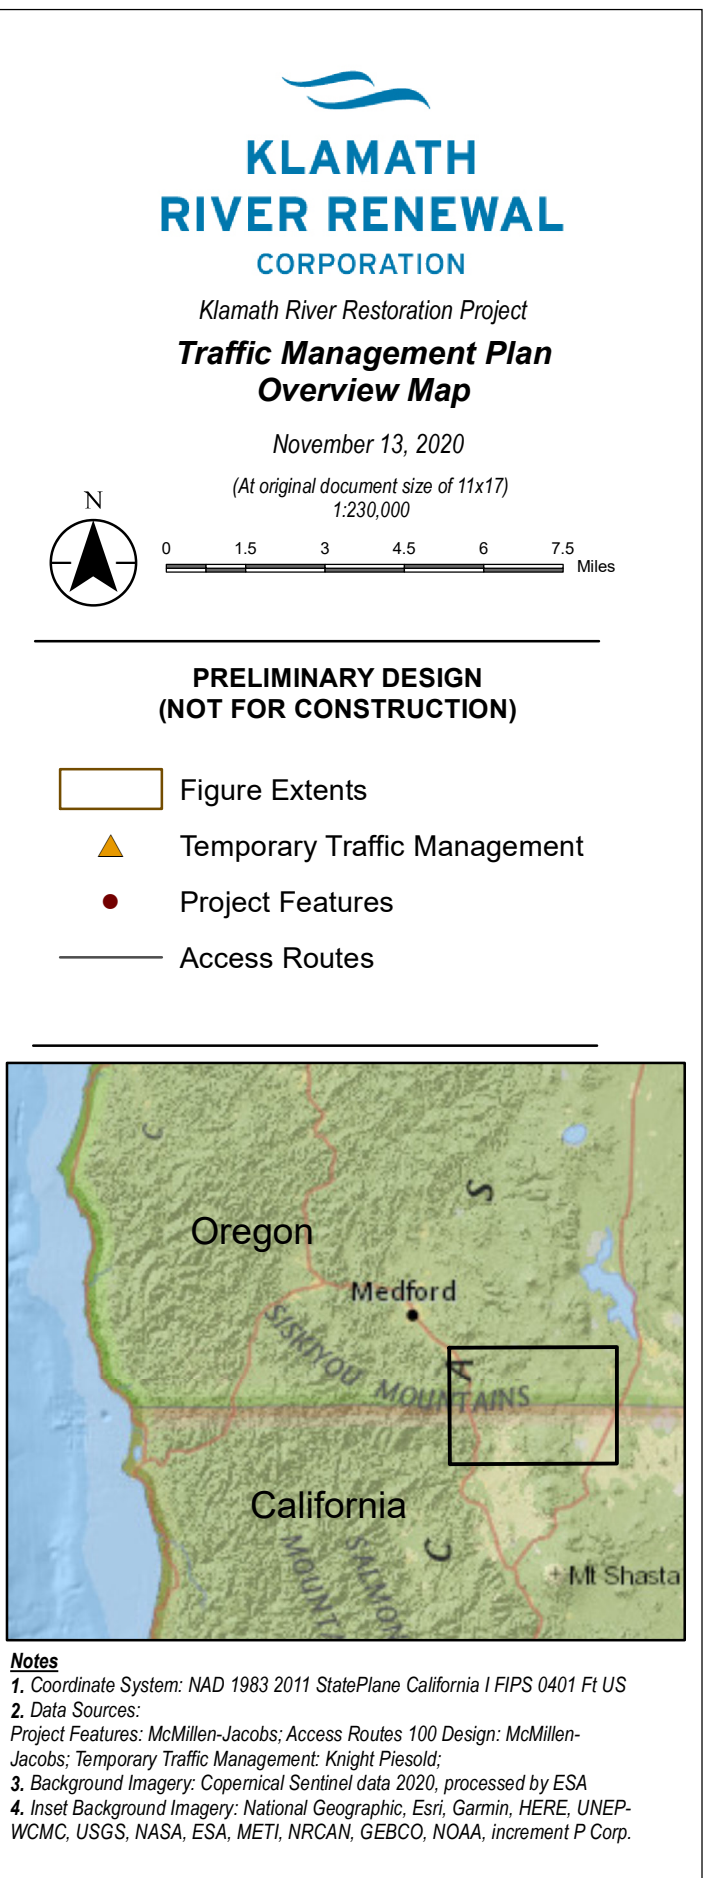 KLAMATH
RIVER RENEWAL
CORPORATION
Klamath River Restoration Project
Traffic Management Plan
Overview Map
November 13, 2020
(At original document size of 11x17)
1:230,000
N
0 1.5 3 4.5 6 7.5
Miles
PRELIMINARY DESIGN
(NOT FOR CONSTRUCTION)
Figure Extents
Temporary Traffic Management
Project Features
Access Routes
C
S
Oregon
Medford
SISKIYOU MOUNTAINS
A
California
C
SALMON
MOUNTA
Mt Shasta
Notes
1. Coordinate System: NAD 1983 2011 StatePlane California I FIPS 0401 Ft US
2. Data Sources:
Project Features: McMillen-Jacobs; Access Routes 100 Design: McMillen-
Jacobs; Temporary Traffic Management: Knight Piesold;
3. Background Imagery: Copernical Sentinel data 2020, processed by ESA
4. Inset Background Imagery: National Geographic, Esri, Garmin, HERE, UNEP-
WCMC, USGS, NASA, ESA, METI, NRCAN, GEBCO, NOAA, increment P Corp.